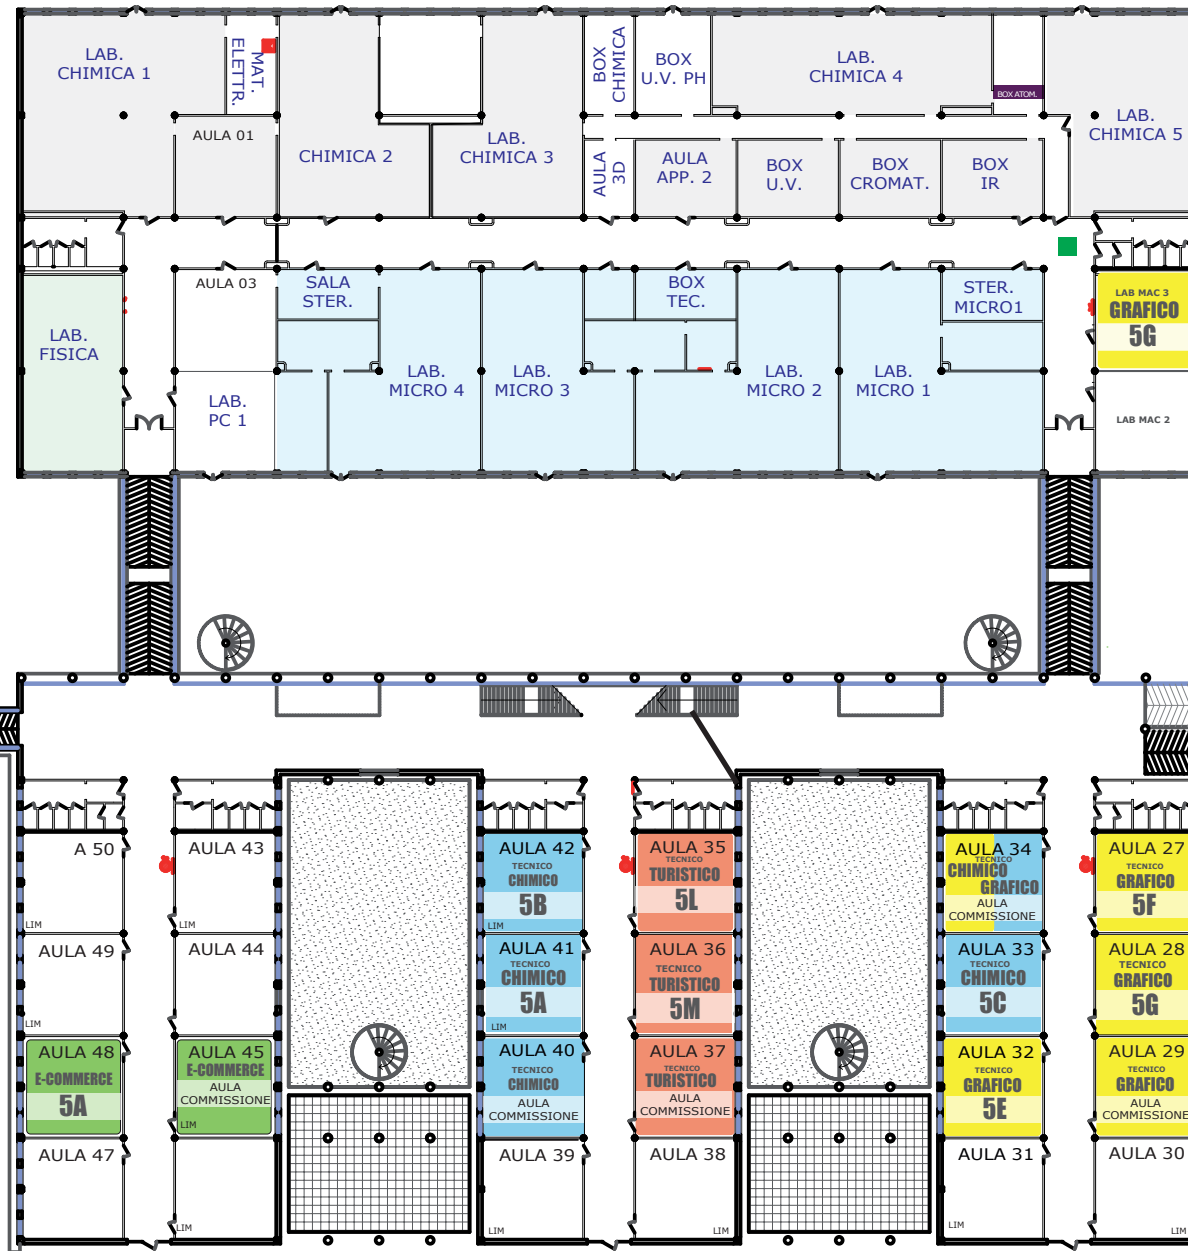 LAB.
CHIMICA 1
MAT.
ELETTR.
BOX
CHIMICA
BOX
U.V. PH
LAB.
CHIMICA 4
BOX ATOM.
LAB.
CHIMICA 5
AULA 01
CHIMICA 2
LAB.
CHIMICA 3
AULA
3D
AULA
APP. 2
BOX
U.V.
BOX
CROMAT.
BOX
IR
LAB.
FISICA
AULA 03
SALA
STER.
BOX
TEC.
STER.
MICRO1
LAB MAC 3
GRAFICO
5G
LAB.
PC 1
LAB.
MICRO 4
LAB.
MICRO 3
LAB.
MICRO 2
LAB.
MICRO 1
LAB MAC 2
A 50
LIM
AULA 43
LIM
AULA 42
TECNICO
CHIMICO
5B
LIM
AULA 35
TECNICO
TURISTICO
5L
AULA 34
TECNICO
CHIMICO
GRAFICO
AULA
COMMISSIONE
AULA 27
TECNICO
GRAFICO
5F
AULA 49
LIM
AULA 44
AULA 41
TECNICO
CHIMICO
5A
LIM
AULA 36
TECNICO
TURISTICO
5M
AULA 33
TECNICO
CHIMICO
5C
AULA 28
TECNICO
GRAFICO
5G
AULA 48
E-COMMERCE
5A
AULA 45
E-COMMERCE
AULA
COMMISSIONE
LIM
AULA 40
TECNICO
CHIMICO
AULA
COMMISSIONE
AULA 37
TECNICO
TURISTICO
AULA
COMMISSIONE
AULA 32
TECNICO
GRAFICO
5E
AULA 29
TECNICO
GRAFICO
AULA
COMMISSIONE
AULA 47
LIM
AULA 39
LIM
AULA 38
LIM
AULA 31
LIM
AULA 30
LIM